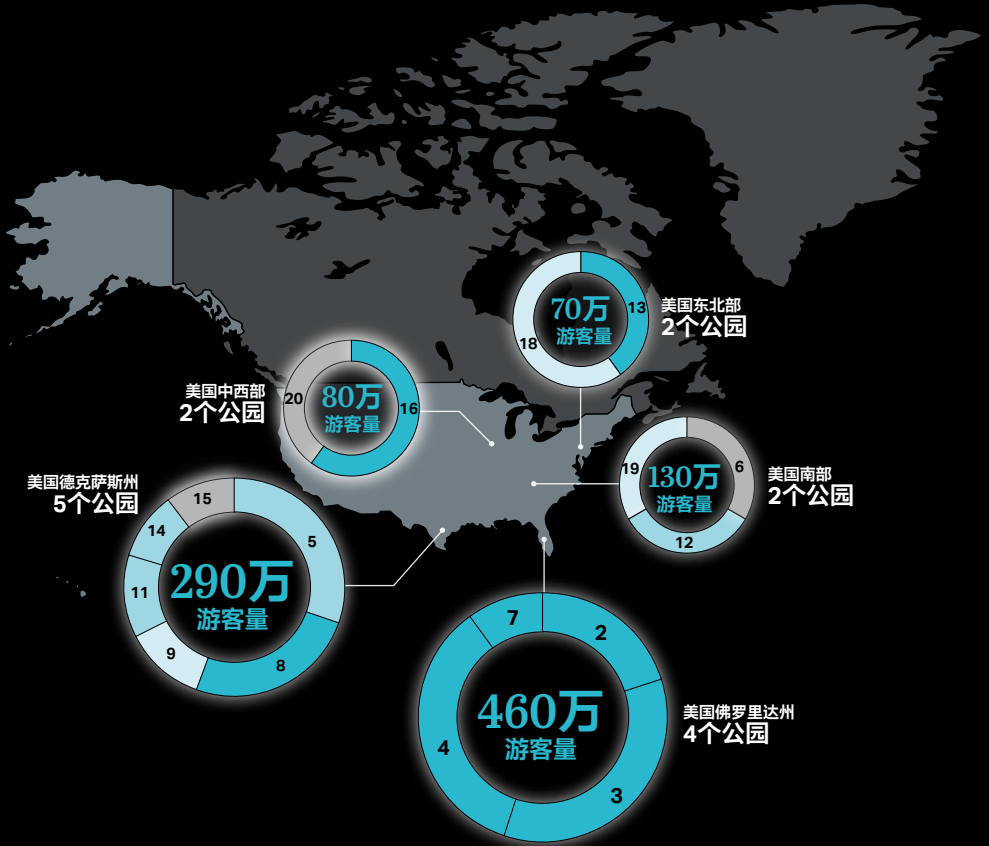 70万
游客量
13
18
美国东北部
2个公园
美国中西部
2个公园
80万
游客量
20
16
130万
游客量
19
6
12
美国南部
2个公园
美国德克萨斯州
5个公园
290万
游客量
15
14
5
11
9
8
460万
游客量
7
2
4
3
美国佛罗里达州
4个公园